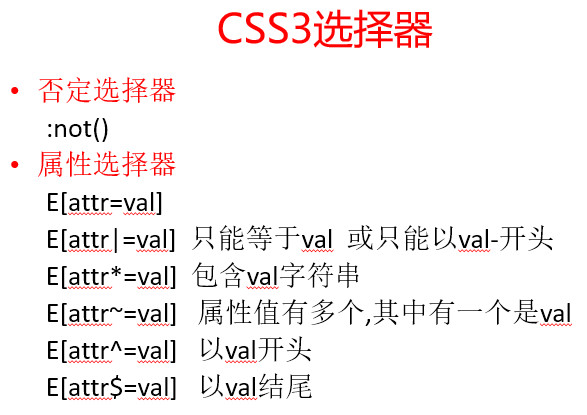 CSS3选择器
• 否定选择器
:not()
• 属性选择器
E[attr=val]
E[attr|=val] 只能等于val 或只能以val-开头
E[attr*=val] 包含val字符串
E[attr~=val] 属性值有多个,其中有一个是val
E[attr^=val] 以val开头
E[attr$=val] 以val结尾